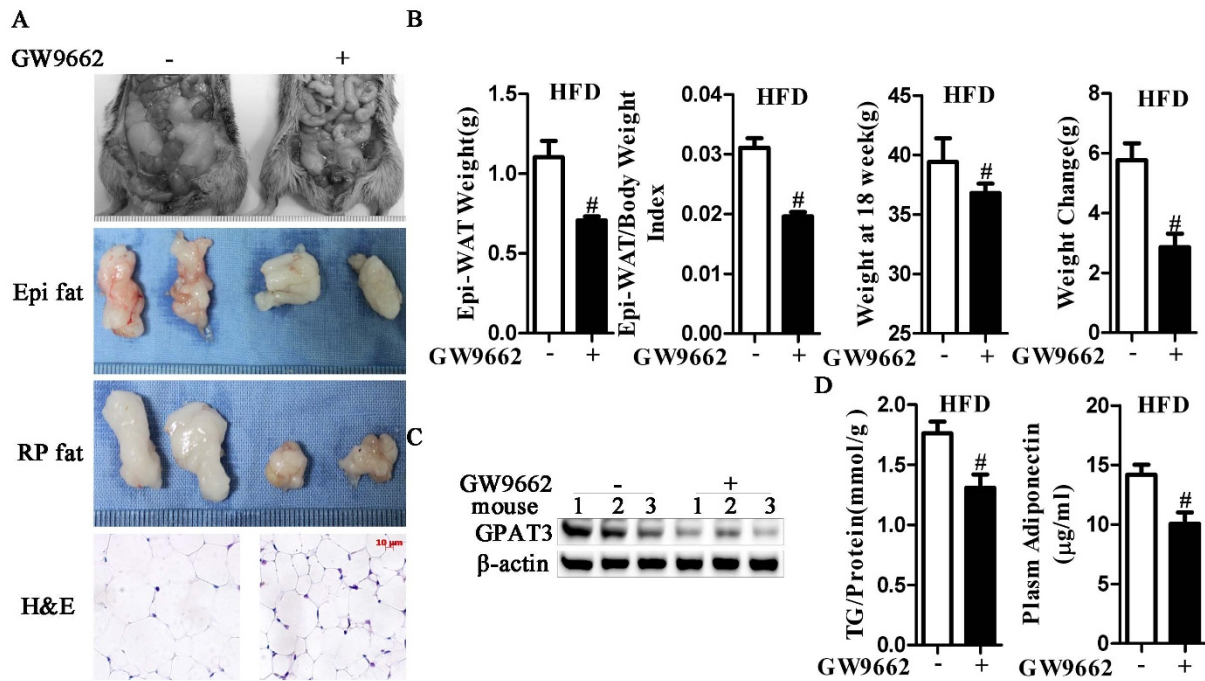 A
GW9662 - +
Epi fat
RP fat
H&E
10 μm
B
HFD
Epi-WAT Weight(g)
1.5
1.0
0.5
0.0
GW9662 - +
HFD
Epi-WAT/Body Weight
Index
0.04
0.03
0.02
0.01
0.00
GW9662 - +
HFD
Weight at 18 week(g)
45
40
35
30
25
GW9662 - +
HFD
Weight Change(g)
8
6
4
2
0
GW9662 - +
#
#
#
#
C
GW9662 - +
mouse 1 2 3 1 2 3
GPAT3
β-actin
D
HFD
TG/Protein(mmol/g)
2.0
1.5
1.0
0.5
0.0
#
GW9662 - +
HFD
Plasm Adiponectin
(μg/ml)
20
15
10
5
0
#
GW9662 - +